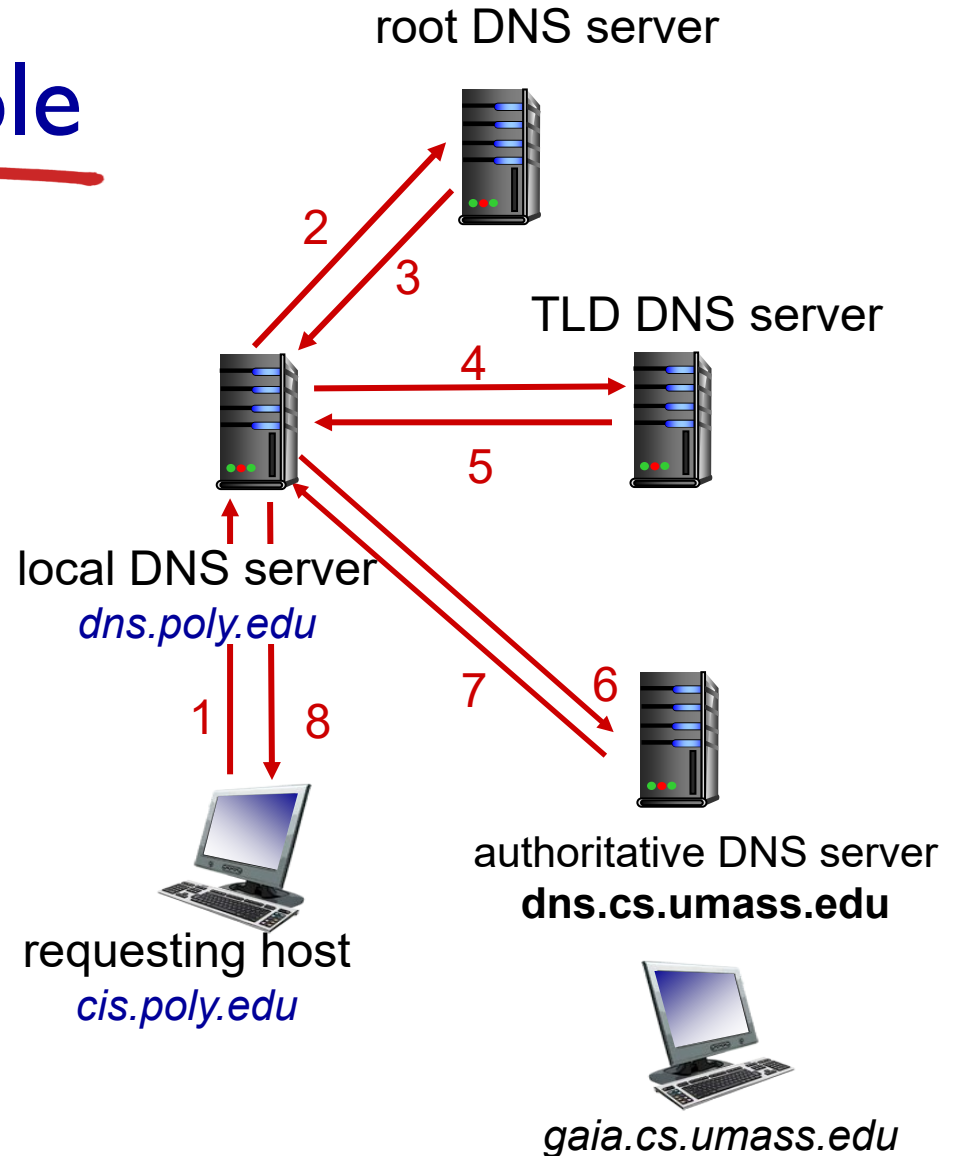 root DNS server
ple
2
3
TLD DNS server
4
5
local DNS server
dns.poly.edu
1
8
7
6
requesting host
cis.poly.edu
authoritative DNS server
dns.cs.umass.edu
gaia.cs.umass.edu